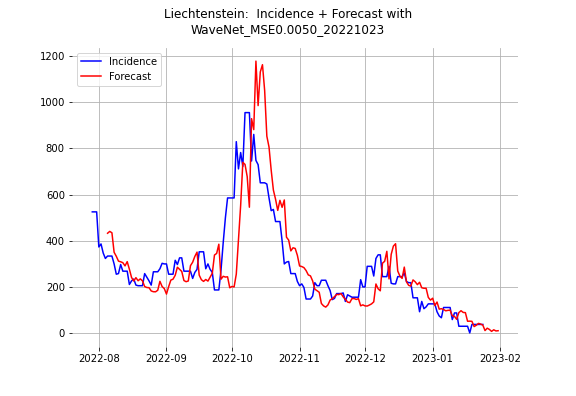 Liechtenstein:  Incidence + Forecast with
WaveNet_MSE0.0050_20221023
Incidence
Forecast
1200
1000
800
600
400
200
0
2022-08 2022-09 2022-10 2022-11 2022-12 2023-01 2023-02